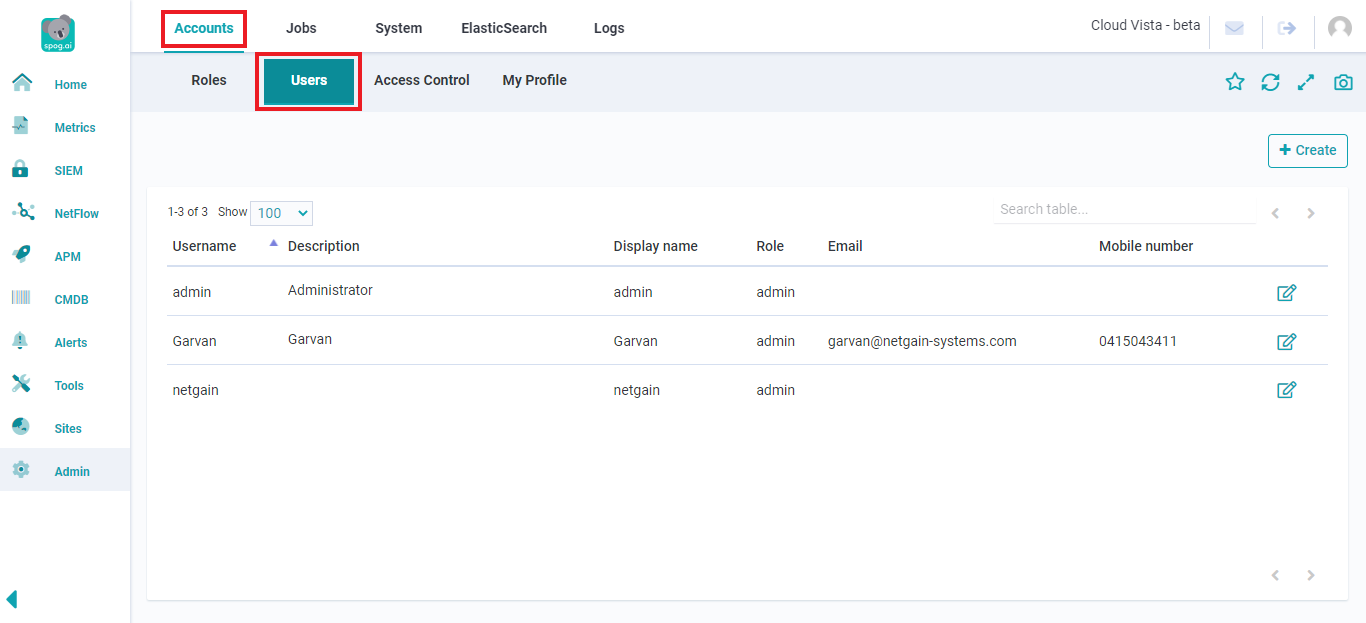 spog.ai
Accounts Jobs System ElasticSearch Logs Cloud Vista - beta
Roles Users Access Control My Profile
Home
Metrics
SIEM
NetFlow
APM
CMDB
Alerts
Tools
Sites
Admin
+ Create
1-3 of 3 Show 100 Search table...
Username Description Display name Role Email Mobile number
admin Administrator admin admin
Garvan Garvan Garvan admin garvan@netgain-systems.com 0415043411
netgain netgain admin